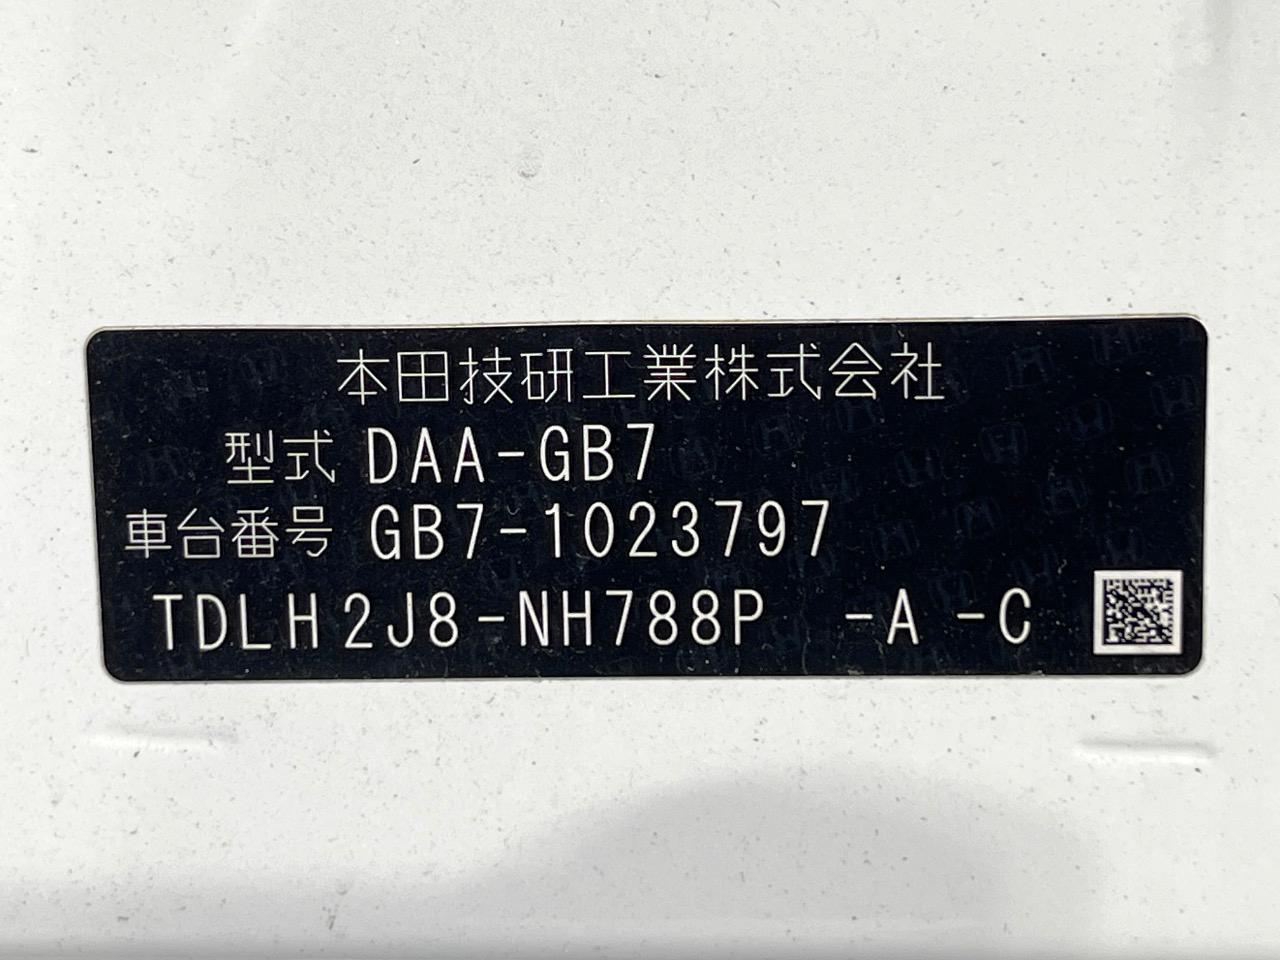 本田技研工業株式会社
型式 DAA-GB7
車台番号 GB7-1023797
TDLH2J8-NH788P -A -C